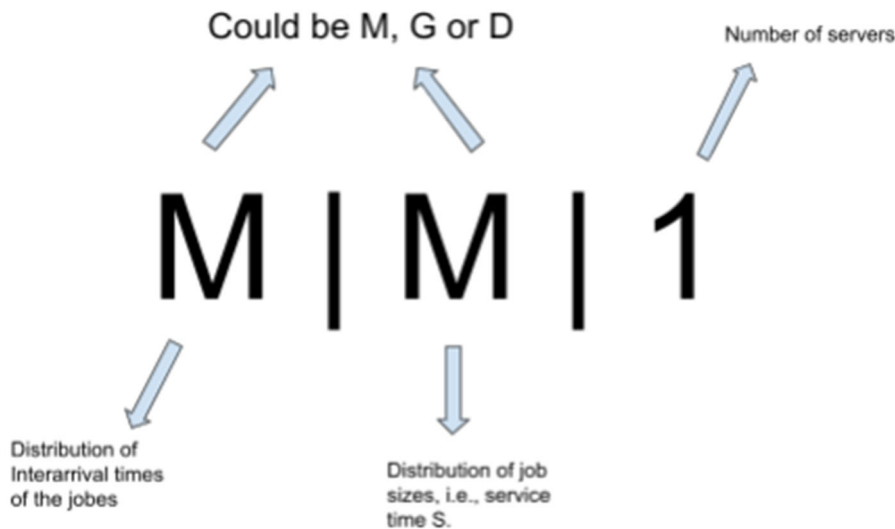 Could be M, G or D
Number of servers
M | M | 1
Distribution of
Interarrival times
of the jobes
Distribution of job
sizes, i.e., service
time S.